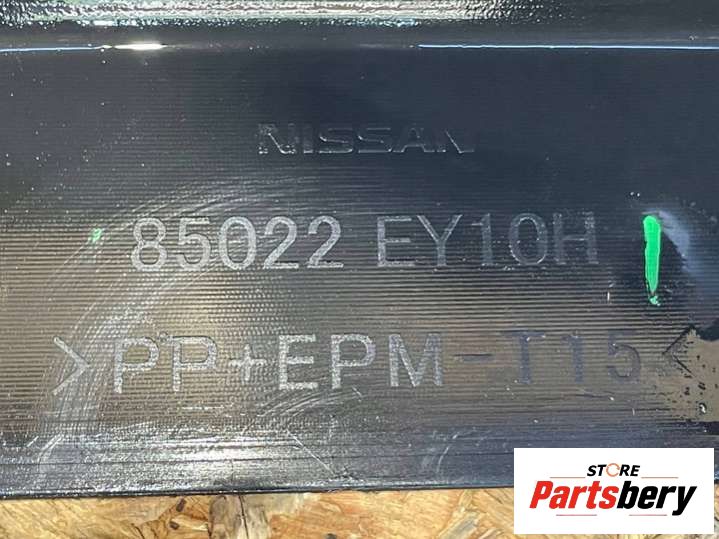 NISSAN
85022 EY10H
>PP+EPM-T15<
STORE
Partsbery